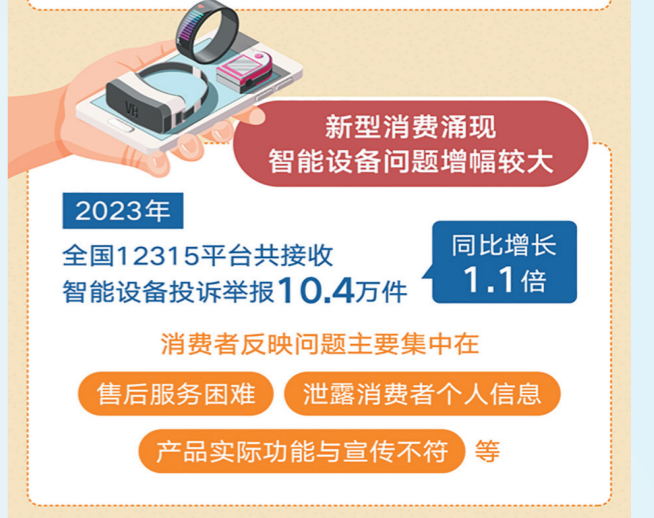 VR
新型消费涌现
智能设备问题增幅较大
2023年
全国12315平台共接收
智能设备投诉举报10.4万件
同比增长
1.1倍
消费者反映问题主要集中在
售后服务困难
泄露消费者个人信息
产品实际功能与宣传不符 等